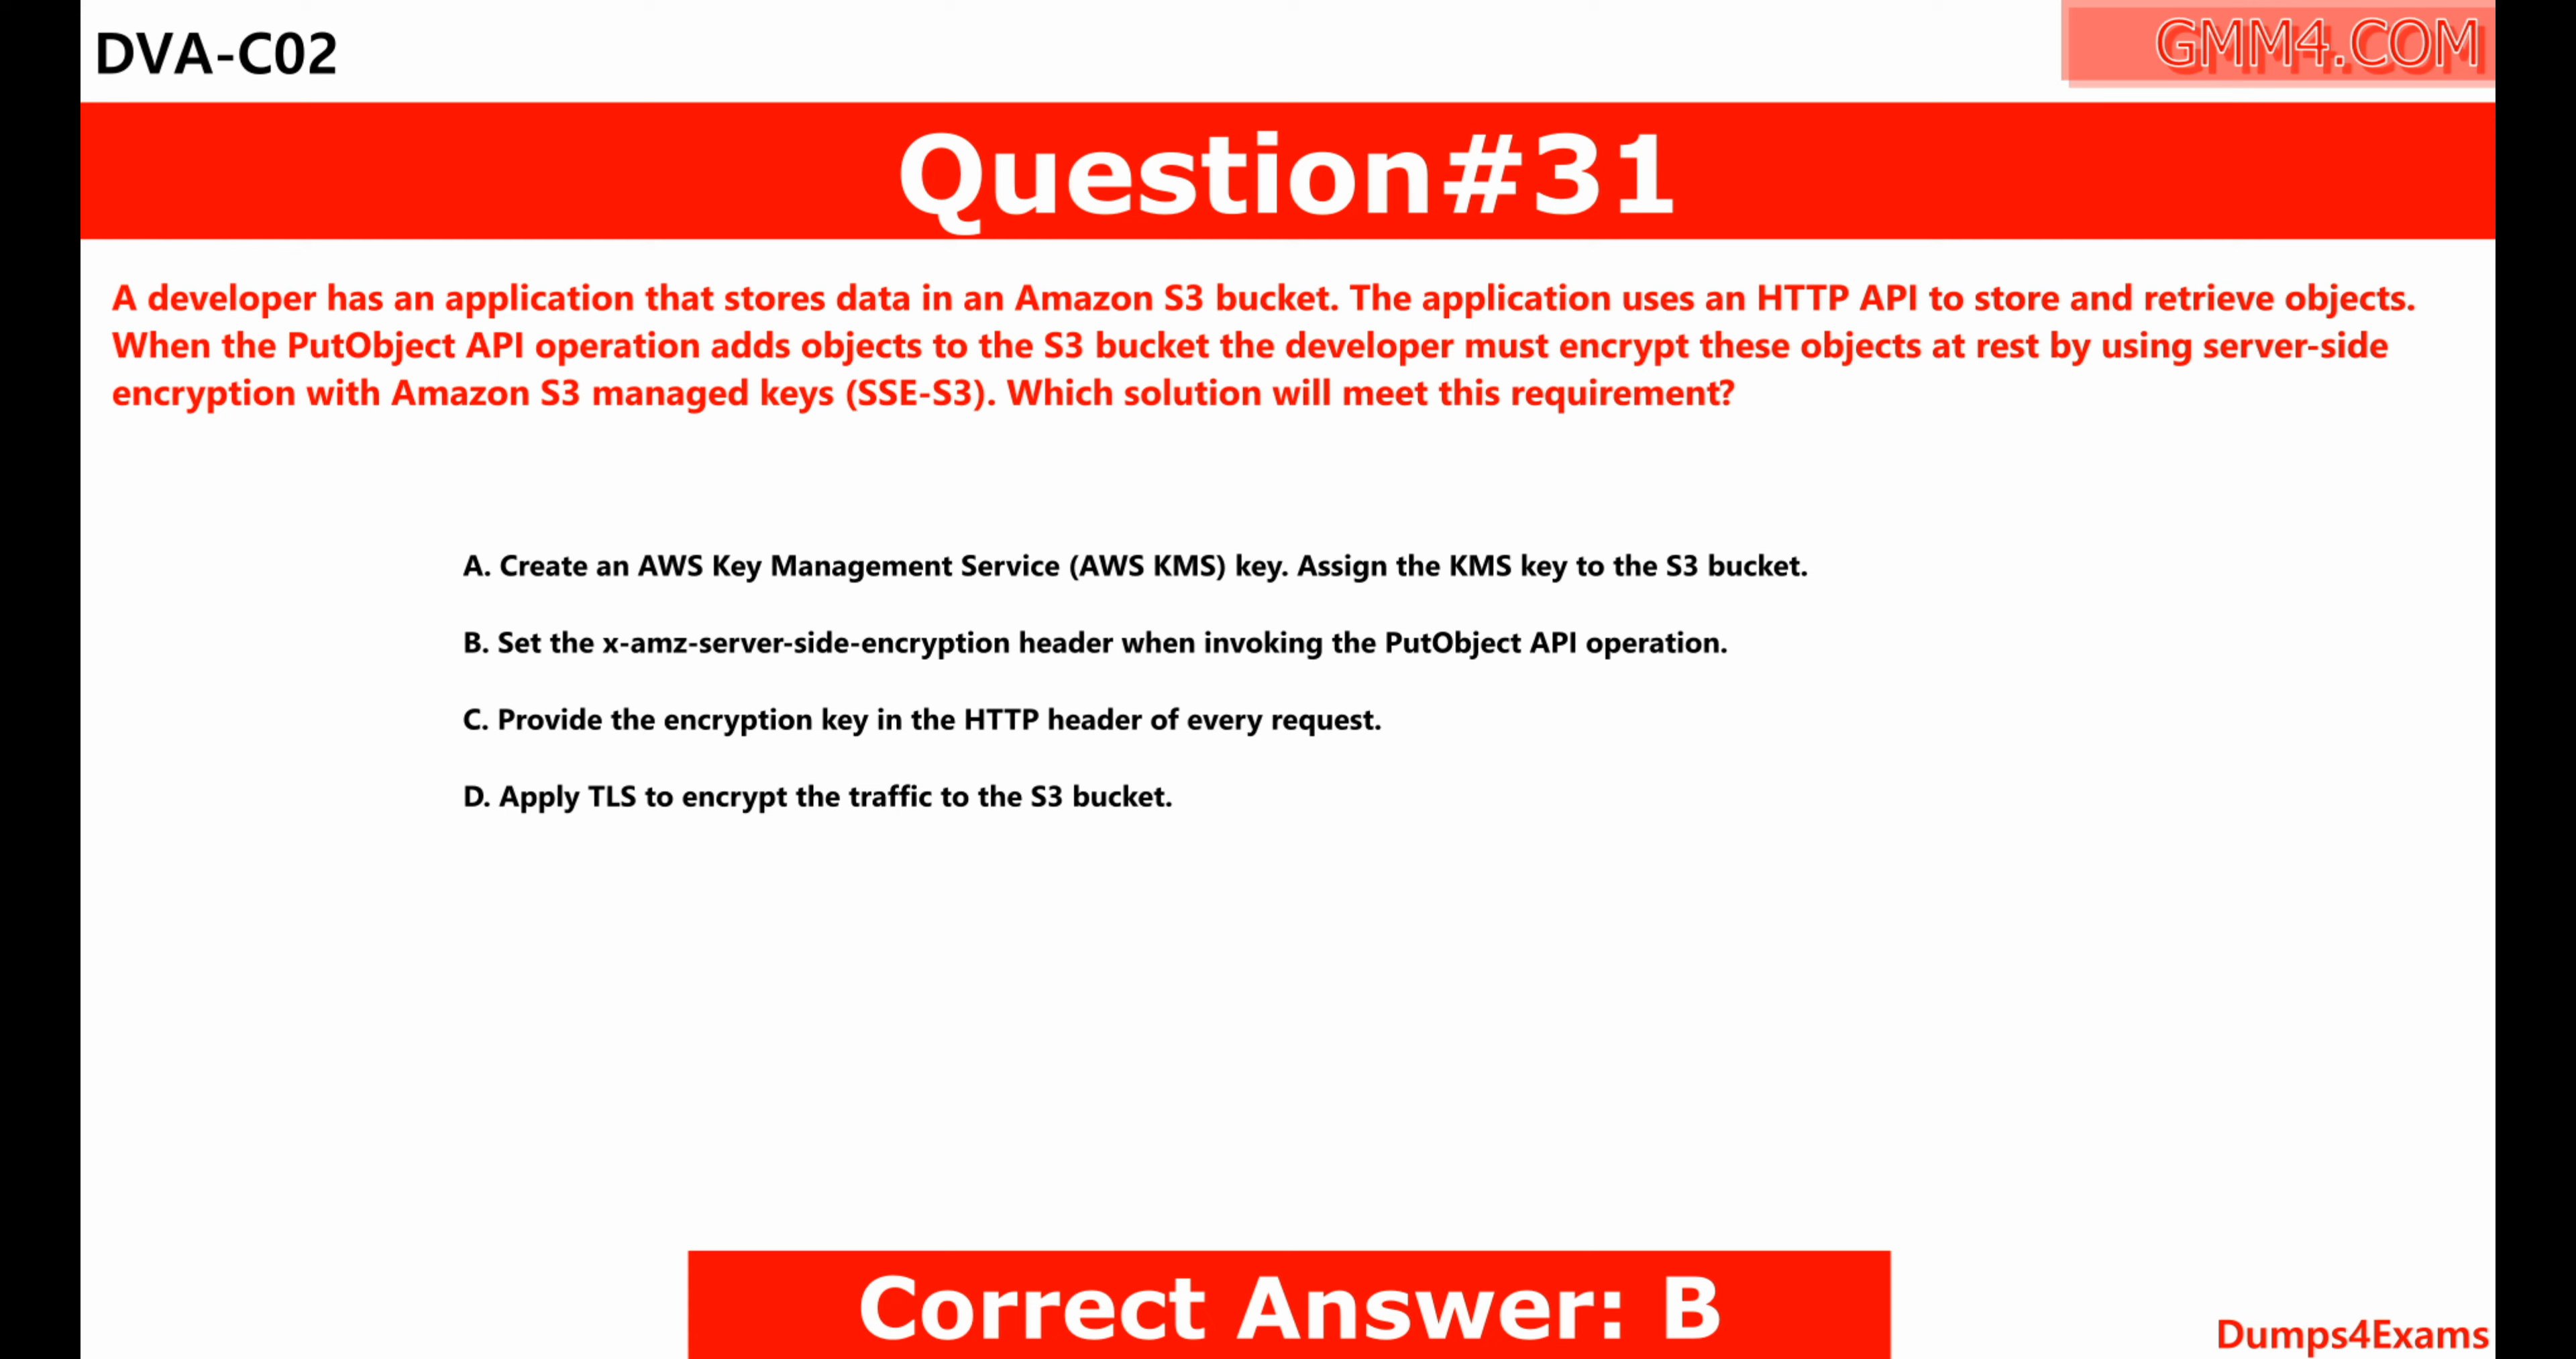 DVA-C02
GMM4.COM
Question#31
A developer has an application that stores data in an Amazon S3 bucket. The application uses an HTTP API to store and retrieve objects.
When the PutObject API operation adds objects to the S3 bucket the developer must encrypt these objects at rest by using server-side
encryption with Amazon S3 managed keys (SSE-S3). Which solution will meet this requirement?
A. Create an AWS Key Management Service (AWS KMS) key. Assign the KMS key to the S3 bucket.
B. Set the x-amz-server-side-encryption header when invoking the PutObject API operation.
C. Provide the encryption key in the HTTP header of every request.
D. Apply TLS to encrypt the traffic to the S3 bucket.
Correct Answer: B
Dumps4Exams